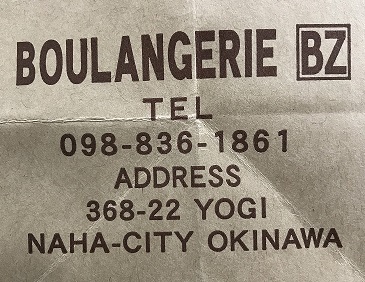 BOULANGERIE BZ
TEL
098-836-1861
ADDRESS
368-22 YOGI
NAHA-CITY OKINAWA